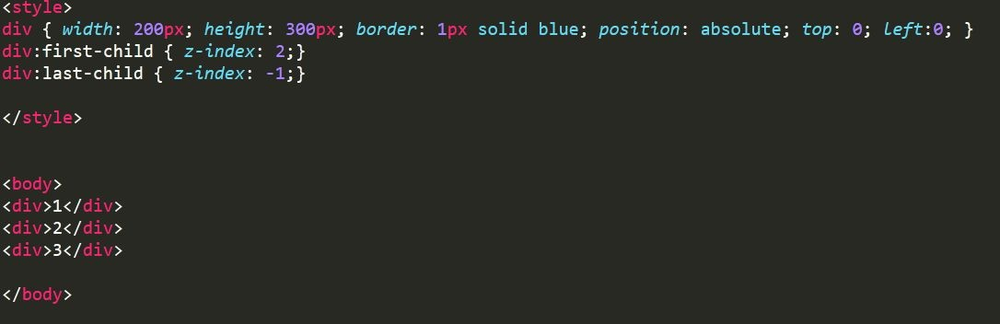 <style>
div { width: 200px; height: 300px; border: 1px solid blue; position: absolute; top: 0; left:0; }
div:first-child { z-index: 2;}
div:last-child { z-index: -1;}
</style>
<body>
<div>1</div>
<div>2</div>
<div>3</div>
</body>